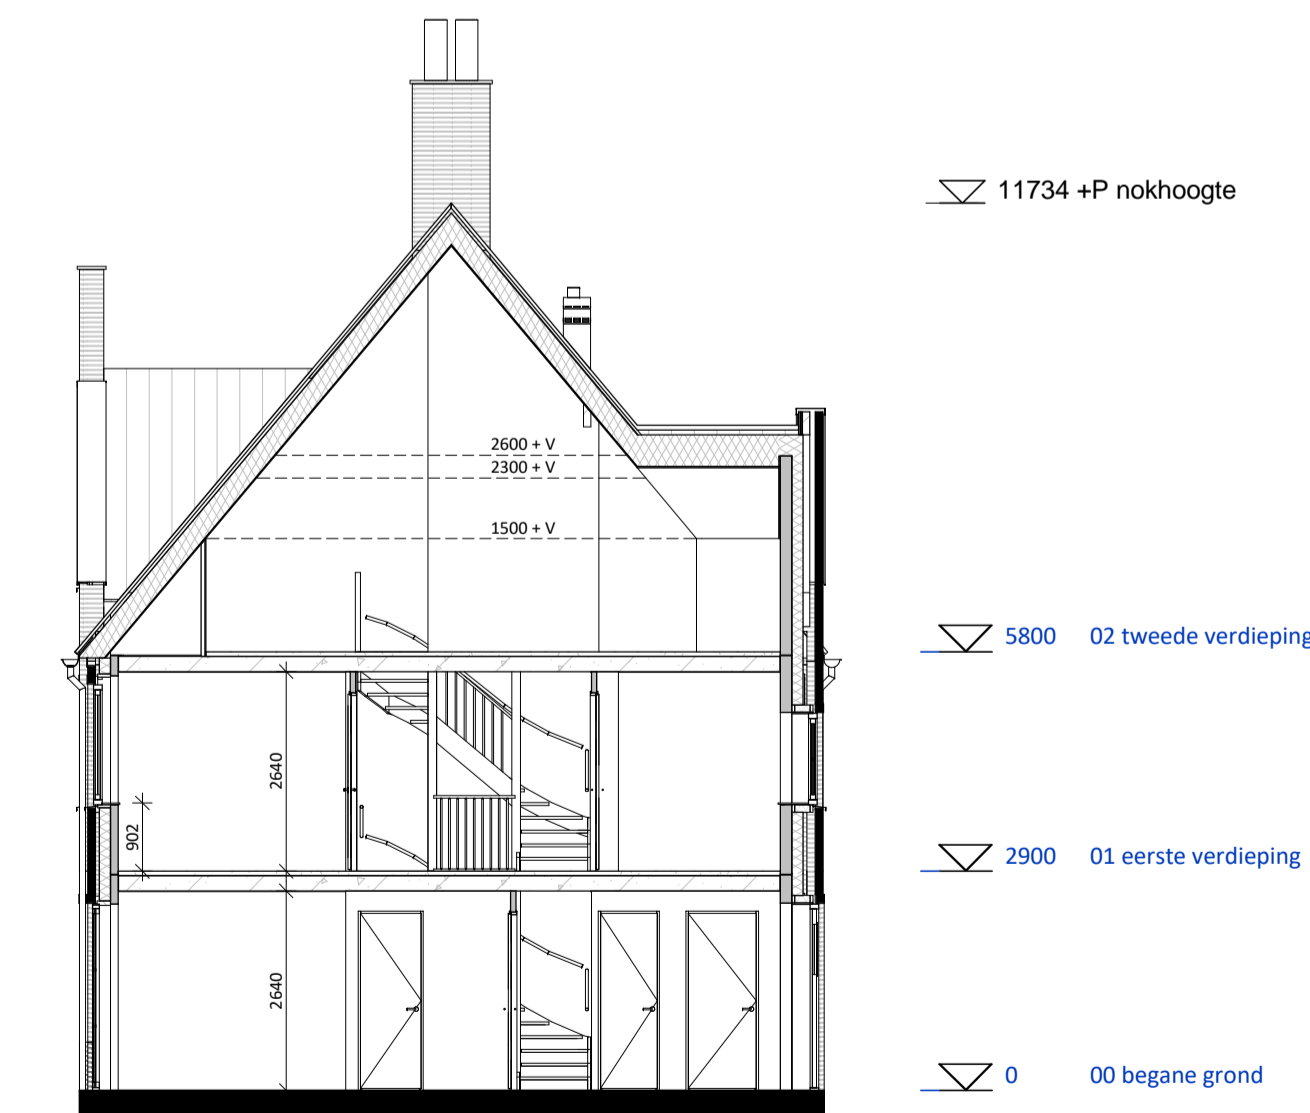 11734 +P nokhoogte
2600 + V
2300 + V
1500 + V
5800 02 tweede verdieping
2640
902
2900 01 eerste verdieping
2640
0 00 begane grond